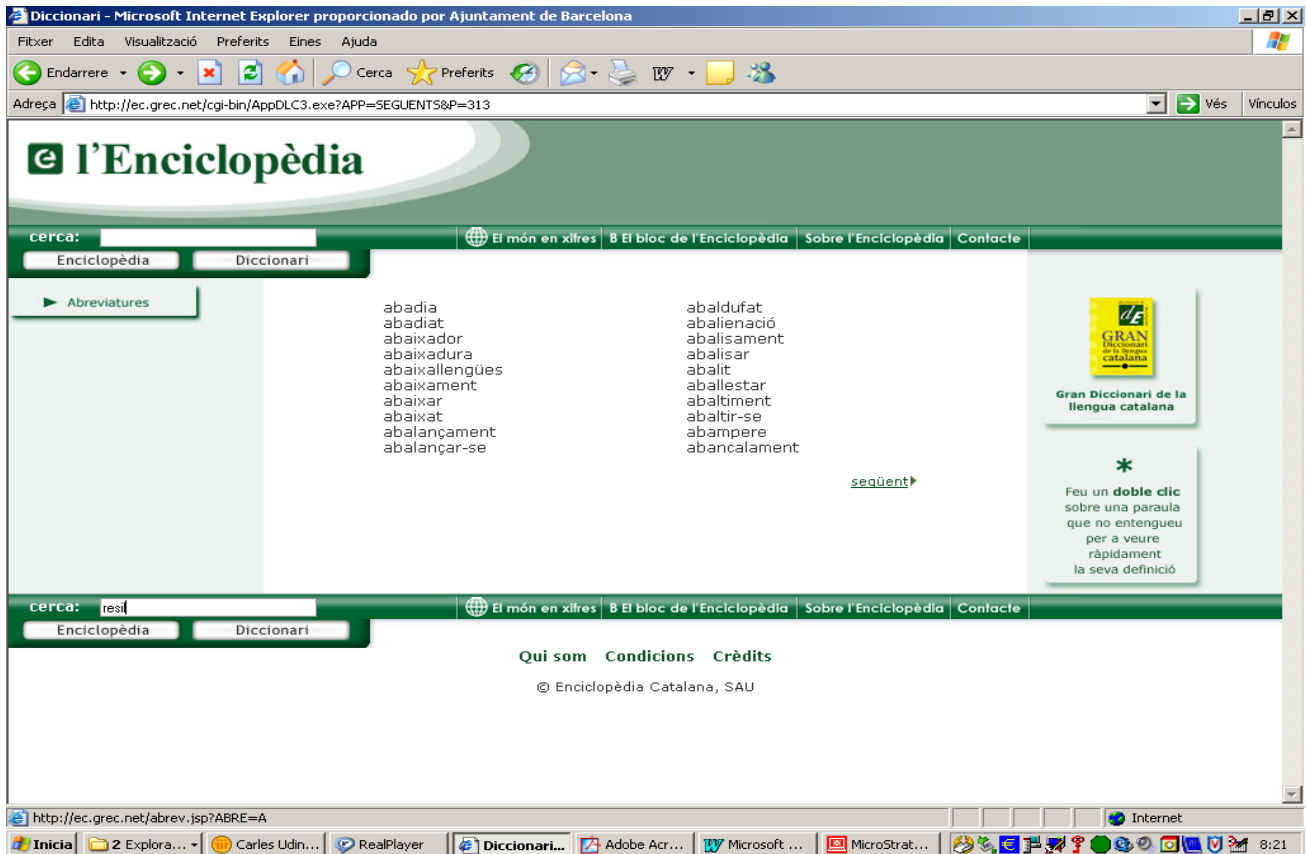 Diccionari - Microsoft Internet Explorer proporcionado por Ajuntament de Barcelona
Fitxer Edita Visualització Preferits Eines Ajuda
Endarrere Cerca Preferits
Adreça http://ec.grec.net/cgi-bin/AppDLC3.exe?APP=SEGUENTS&P=313 Vés Vínculos
l'Enciclopèdia
cerca: El món en xifres B El bloc de l'Enciclopèdia Sobre l'Enciclopèdia Contacte
Enciclopèdia Diccionari
Abreviatures
abadia
abadiat
abaixador
abaixadura
abaixallengües
abaixament
abaixar
abaixat
abalançament
abalançar-se
abaldufat
abalienació
abalisament
abalisar
abalit
aballestar
abaltiment
abaltir-se
abampere
abancalament
següent
GRAN
Diccionari
de la llengua
catalana
Gran Diccionari de la
llengua catalana
*
Feu un doble clic
sobre una paraula
que no entengueu
per a veure
ràpidament
la seva definició
cerca: resil El món en xifres B El bloc de l'Enciclopèdia Sobre l'Enciclopèdia Contacte
Enciclopèdia Diccionari
Qui som Condicions Crèdits
© Enciclopèdia Catalana, SAU
http://ec.grec.net/abrev.jsp?ABRE=A Internet
Inicia 2 Explora... Carles Udin... RealPlayer Diccionari... Adobe Acr... Microsoft ... MicroStrat... 8:21